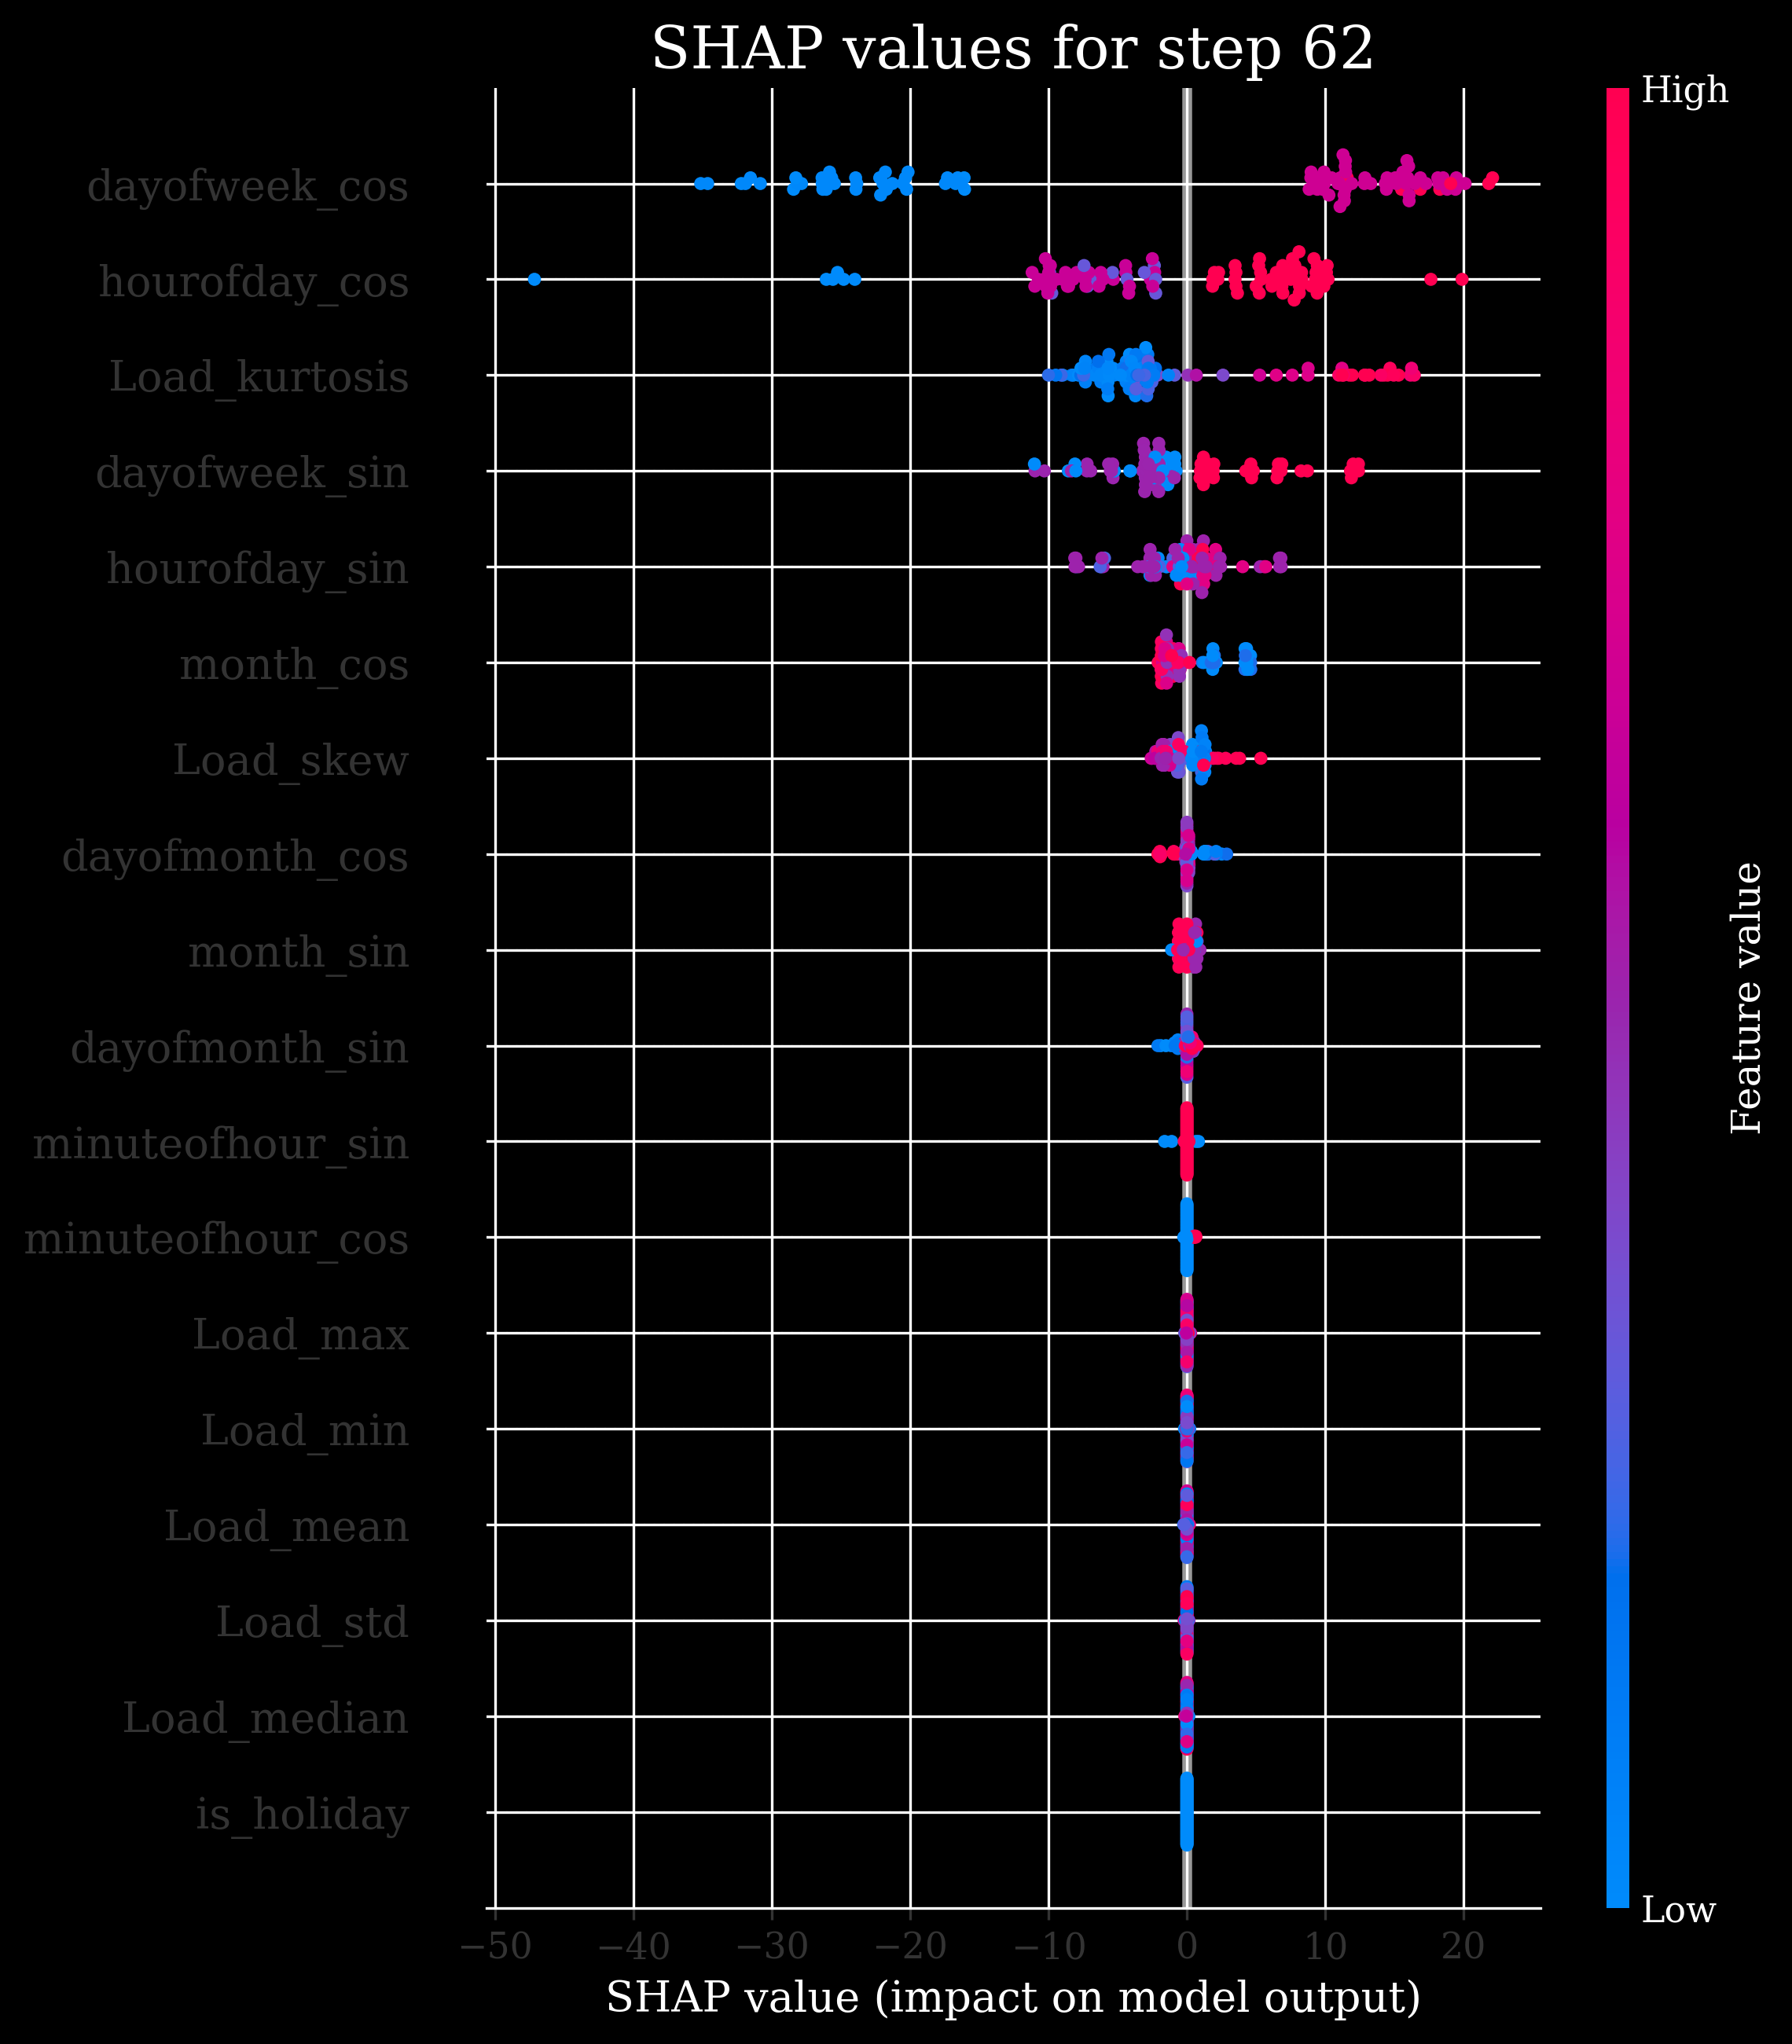 SHAP values for step 62
High
dayofweek_cos
hourofday_cos
Load_kurtosis
dayofweek_sin
hourofday_sin
month_cos
Load_skew
dayofmonth_cos
month_sin
dayofmonth_sin
minuteofhour_sin
minuteofhour_cos
Load_max
Load_min
Load_mean
Load_std
Load_median
is_holiday
Feature value
Low
−50 −40 −30 −20 −10 0 10 20
SHAP value (impact on model output)